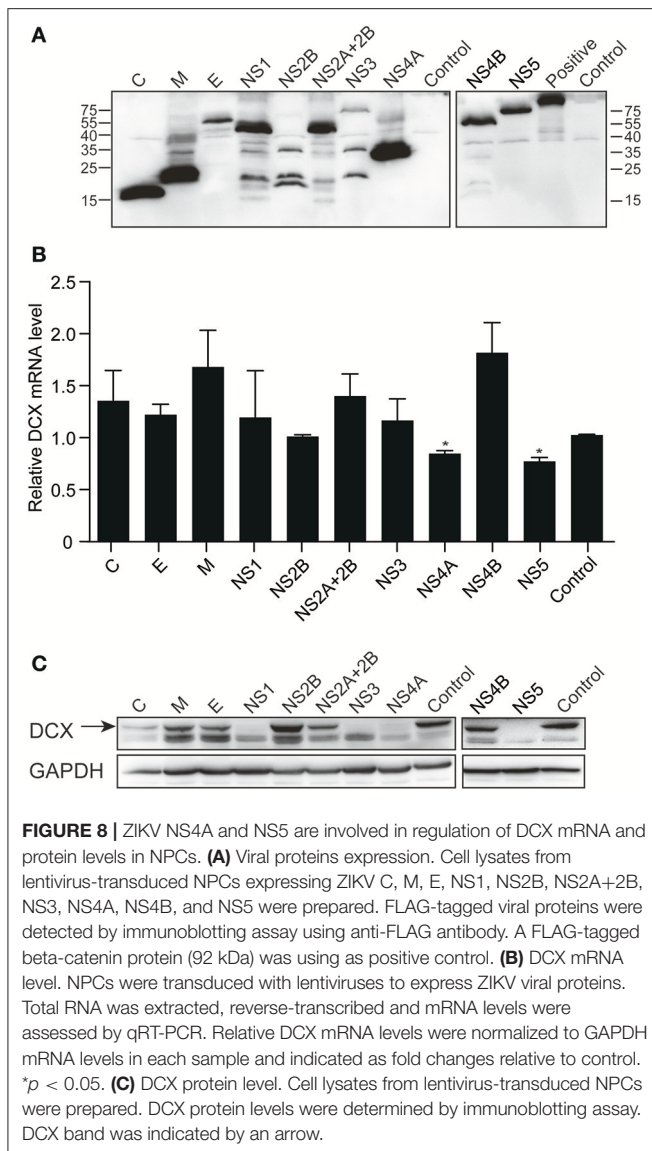 A
C M E NS1 NS2B NS2A+2B NS3 NS4A Control NS4B NS5 Positive Control
75 75
55 55
40 40
35 35
25 25
15 15
B
Relative DCX mRNA level
2.5
2.0
1.5
1.0
0.5
0
* *
C E M NS1 NS2B NS2A+2B NS3 NS4A NS4B NS5 Control
C
C M E NS1 NS2B NS2A+2B NS3 NS4A Control NS4B NS5 Control
DCX
GAPDH
FIGURE 8 | ZIKV NS4A and NS5 are involved in regulation of DCX mRNA and
protein levels in NPCs. (A) Viral proteins expression. Cell lysates from
lentivirus-transduced NPCs expressing ZIKV C, M, E, NS1, NS2B, NS2A+2B,
NS3, NS4A, NS4B, and NS5 were prepared. FLAG-tagged viral proteins were
detected by immunoblotting assay using anti-FLAG antibody. A FLAG-tagged
beta-catenin protein (92 kDa) was using as positive control. (B) DCX mRNA
level. NPCs were transduced with lentiviruses to express ZIKV viral proteins.
Total RNA was extracted, reverse-transcribed and mRNA levels were
assessed by qRT-PCR. Relative DCX mRNA levels were normalized to GAPDH
mRNA levels in each sample and indicated as fold changes relative to control.
*p < 0.05. (C) DCX protein level. Cell lysates from lentivirus-transduced NPCs
were prepared. DCX protein levels were determined by immunoblotting assay.
DCX band was indicated by an arrow.